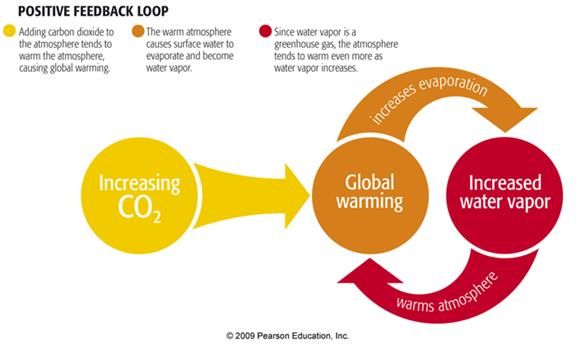 POSITIVE FEEDBACK LOOP
Adding carbon dioxide to
the atmosphere tends to
warm the atmosphere,
causing global warming.
The warm atmosphere
causes surface water to
evaporate and become
water vapor.
Since water vapor is a
greenhouse gas, the atmosphere
tends to warm even more as
water vapor increases.
increases evaporation
Increasing
CO₂
Global
warming
Increased
water vapor
warms atmosphere
© 2009 Pearson Education, Inc.